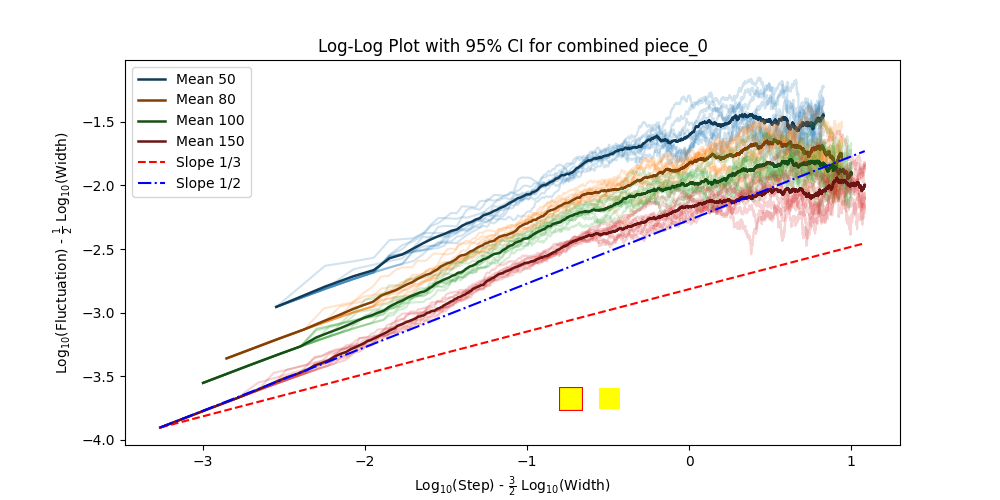 Log-Log Plot with 95% CI for combined piece_0
Mean 50
Mean 80
Mean 100
Mean 150
Slope 1/3
Slope 1/2
−1.5
−2.0
−2.5
−3.0
−3.5
−4.0
Log₁₀(Fluctuation) - ½ Log₁₀(Width)
−3
−2
−1
0
1
Log₁₀(Step) - 3/2 Log₁₀(Width)